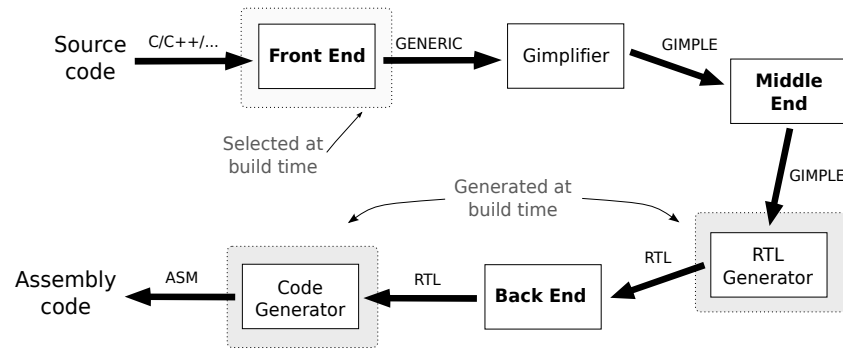 Source
code
C/C++/...
Front End
GENERIC
Gimplifier
GIMPLE
Middle
End
Selected at
build time
GIMPLE
Generated at
build time
RTL
Generator
RTL
Back End
RTL
Code
Generator
ASM
Assembly
code